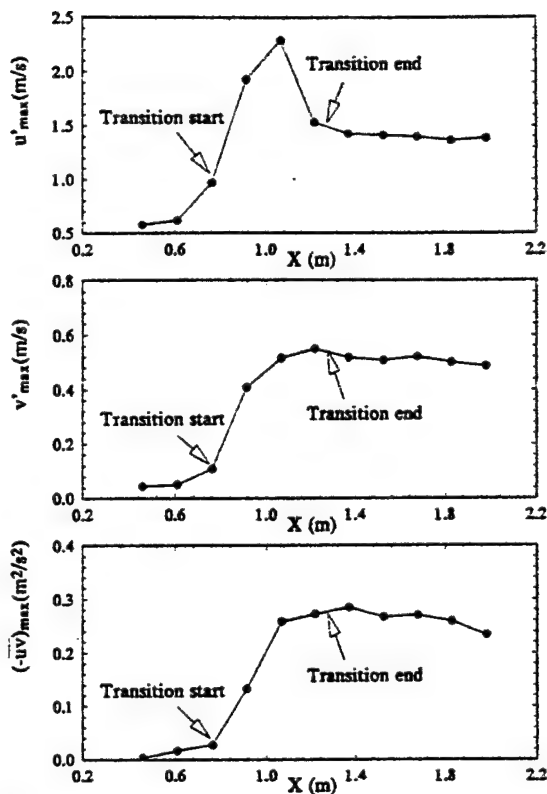 2.5
2.0
1.5
1.0
0.5
u'max(m/s)
Transition start
Transition end
0.2 0.6 1.0 1.4 1.8 2.2
X (m)
0.8
0.6
0.4
0.2
0.0
v'max(m/s)
Transition start
Transition end
0.2 0.6 1.0 1.4 1.8 2.2
X (m)
0.4
0.3
0.2
0.1
0.0
(-uv)max(m²/s²)
Transition start
Transition end
0.2 0.6 1.0 1.4 1.8 2.2
X (m)